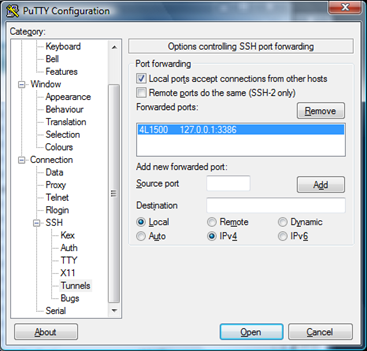 PuTTY Configuration
Category:
Keyboard
Bell
Features
Window
Appearance
Behaviour
Translation
Selection
Colours
Connection
Data
Proxy
Telnet
Rlogin
SSH
Kex
Auth
TTY
X11
Tunnels
Bugs
Serial
Options controlling SSH port forwarding
Port forwarding
Local ports accept connections from other hosts
Remote ports do the same (SSH-2 only)
Forwarded ports:
Remove
4L1500 127.0.0.1:3386
Add new forwarded port:
Source port
Add
Destination
Local Remote Dynamic
Auto IPv4 IPv6
About Open Cancel